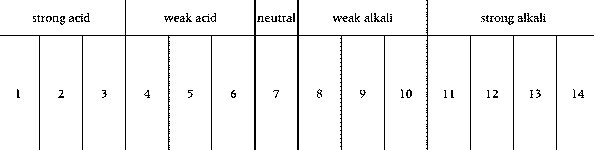 strong acid weak acid neutral weak alkali strong alkali
1 2 3 4 5 6 7 8 9 10 11 12 13 14